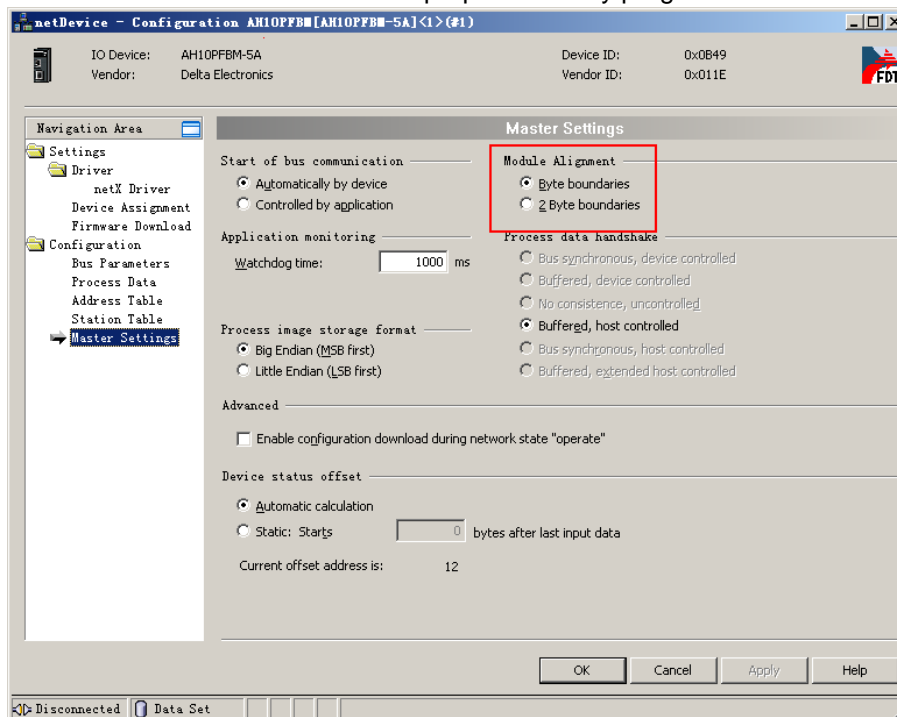 netDevice - Configuration AH10PFBM[AH10PFBM-5A]<1>(#1)
IO Device: AH10PFBM-5A Device ID: 0x0B49
Vendor: Delta Electronics Vendor ID: 0x011E
FDT
Navigation Area
Settings
Driver
netX Driver
Device Assignment
Firmware Download
Configuration
Bus Parameters
Process Data
Address Table
Station Table
Master Settings
Master Settings
Start of bus communication
Automatically by device
Controlled by application
Module Alignment
Byte boundaries
2 Byte boundaries
Application monitoring
Watchdog time: 1000 ms
Process data handshake
Bus synchronous, device controlled
Buffered, device controlled
No consistence, uncontrolled
Buffered, host controlled
Bus synchronous, host controlled
Buffered, extended host controlled
Process image storage format
Big Endian (MSB first)
Little Endian (LSB first)
Advanced
Enable configuration download during network state "operate"
Device status offset
Automatic calculation
Static: Starts 0 bytes after last input data
Current offset address is: 12
OK Cancel Apply Help
Disconnected Data Set